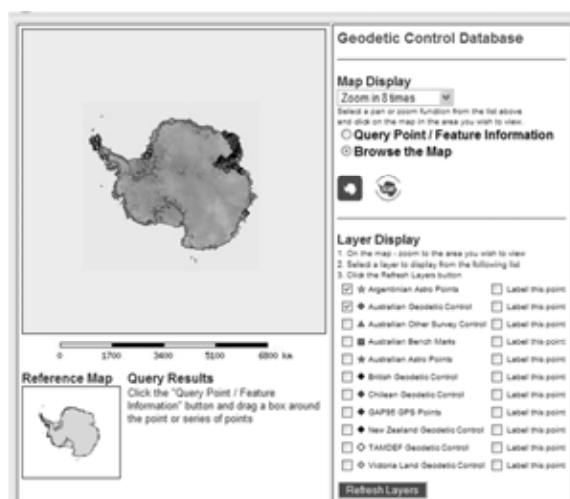 Geodetic Control Database
Map Display
Zoom in 8 times
Select a pan or zoom function from the list above
and click on the map in the area you wish to view.
Query Point / Feature Information
Browse the Map
Layer Display
1. On the map - zoom to the area you wish to view
2. Select a layer to display from the following list
3. Click the Refresh Layers button
Argentinian Astro Points Label this point
Australian Geodetic Control Label this point
Australian Other Survey Control Label this point
Australian Bench Marks Label this point
Australian Astro Points Label this point
British Geodetic Control Label this point
Chilean Geodetic Control Label this point
GAP95 GPS Points Label this point
New Zealand Geodetic Control Label this point
TAMDEF Geodetic Control Label this point
Victoria Land Geodetic Control Label this point
Refresh Layers
0 1700 3400 5100 6800 km
Reference Map
Query Results
Click the "Query Point / Feature
Information" button and drag a box around
the point or series of points